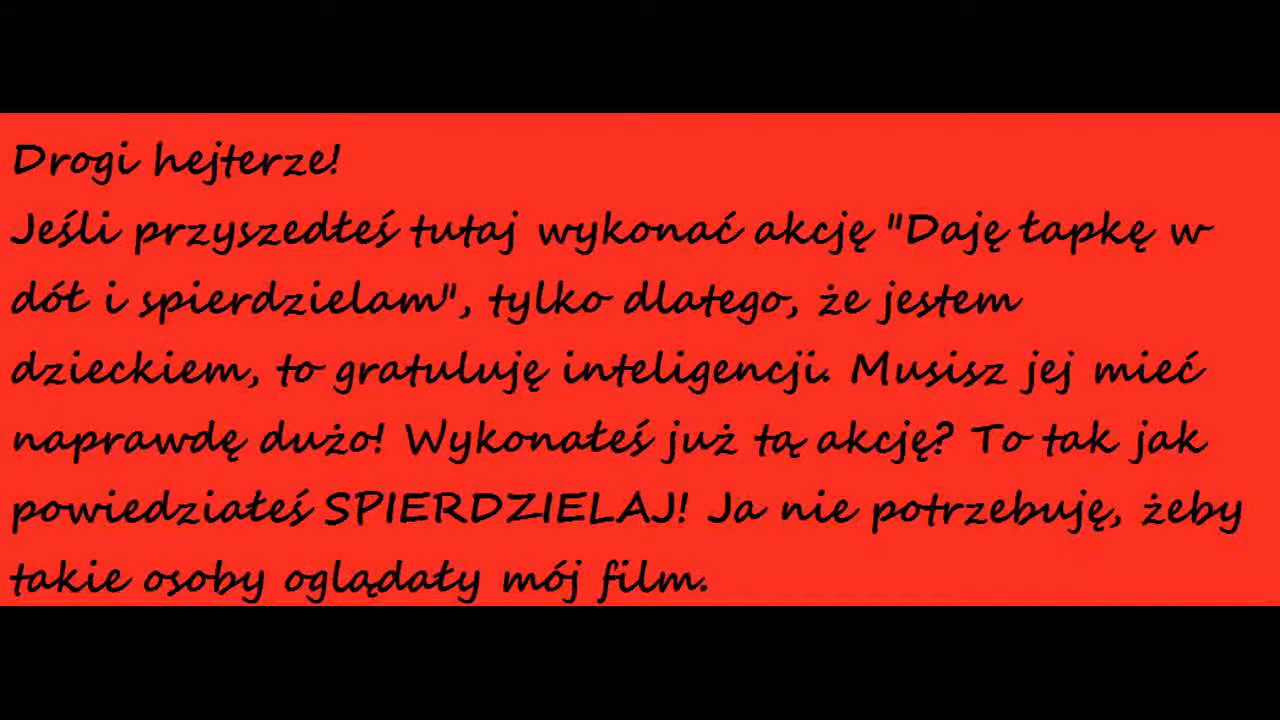 Drogi hejterze!
Jeśli przyszedłeś tutaj wykonać akcję "Daję łapkę w
dół i spierdzielam", tylko dlatego, że jestem
dzieckiem, to gratuluję inteligencji. Musisz jej mieć
naprawdę dużo! Wykonałeś już tą akcję? To tak jak
powiedziałeś SPIERDZIELAJ! Ja nie potrzebuję, żeby
takie osoby oglądały mój film.